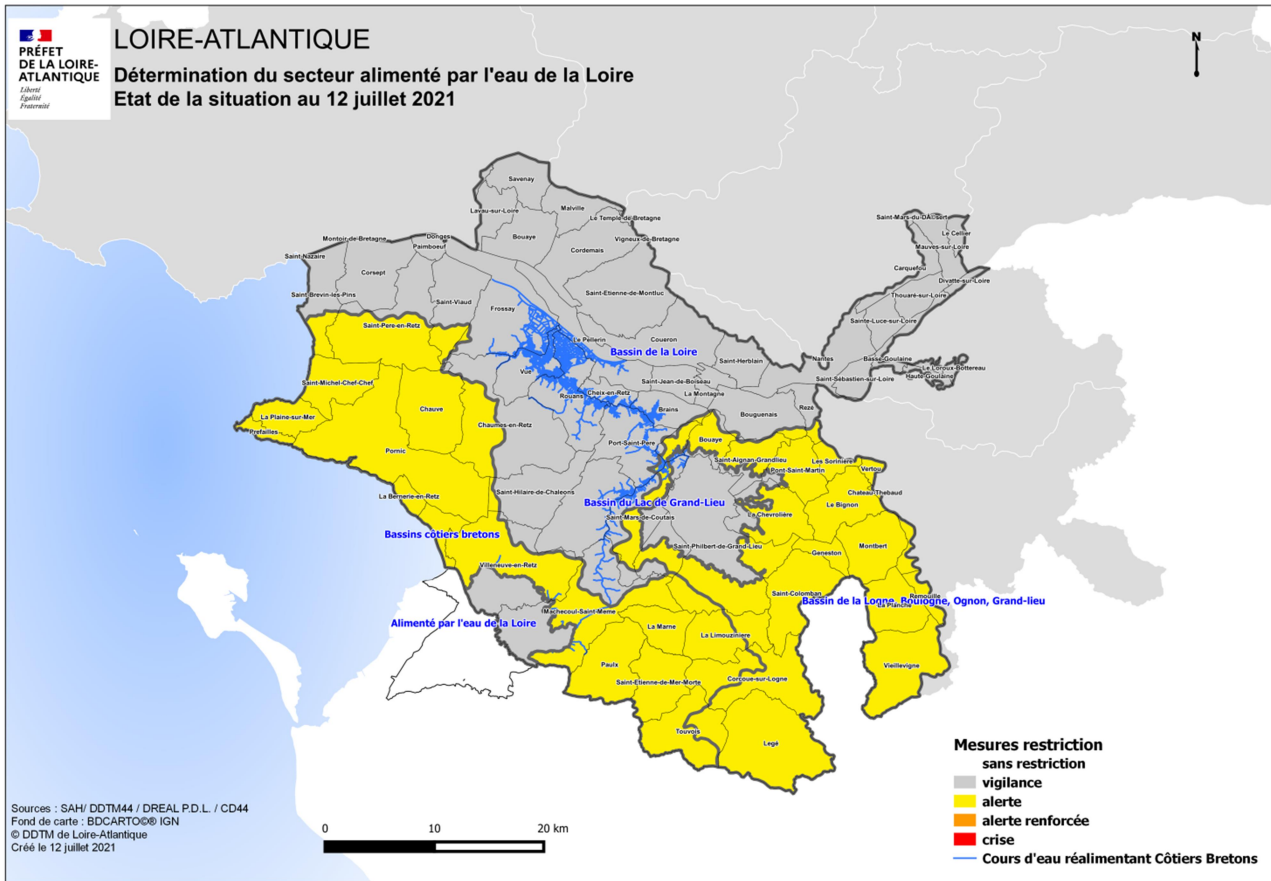 PRÉFET
DE LA LOIRE-
ATLANTIQUE
Liberté
Égalité
Fraternité
LOIRE-ATLANTIQUE
Détermination du secteur alimenté par l'eau de la Loire
Etat de la situation au 12 juillet 2021
N
Savenay
Lavau-sur-Loire
Malville
Le Temple-de-Bretagne
Bouaye
Vigneux-de-Bretagne
Cordemais
Montoir-de-Bretagne
Donges
Paimboeuf
Saint-Nazaire
Corsept
Saint-Brevin-les-Pins
Saint-Viaud
Frossay
Saint-Etienne-de-Montluc
Saint-Mars-du-DÃ©sert
Le Cellier
Mauves-sur-Loire
Carquefou
Divatte-sur-Loire
Thouaré-sur-Loire
Sainte-Luce-sur-Loire
Saint-Pere-en-Retz
Le Pellerin
Coueron
Bassin de la Loire
Saint-Herblain
Nantes
Basse-Goulaine
Le Loroux-Bottereau
Haute-Goulaine
Saint-Sébastien-sur-Loire
Vue
Saint-Jean-de-Boiseau
La Montagne
Saint-Michel-Chef-Chef
Rouans
Cheix-en-Retz
Brains
Bouguenais
Rezé
La Plaine-sur-Mer
Préfailles
Chauve
Chaumes-en-Retz
Port-Saint-Pere
Bouaye
Pornic
Saint-Aignan-Grandlieu
Les Sorinière
Pont-Saint-Martin
Vertou
Chateau-Thebaud
La Bernerie-en-Retz
Saint-Hilaire-de-Chaleons
Bassin du Lac de Grand-Lieu
Le Bignon
Saint-Mars-de-Coutais
La Chevrolière
Bassins côtiers bretons
Saint-Philbert-de-Grand-Lieu
Geneston
Montbert
Villeneuve-en-Retz
Saint-Colomban
Remouille
Bassin de la Logne, Boulogne, Ognon, Grand-lieu
La Planche
Machecoul-Saint-Meme
Alimenté par l'eau de la Loire
La Marne
La Limouziniere
Paulx
Vieillevigne
Saint-Etienne-de-Mer-Morte
Corcoue-sur-Logne
Touvois
Legé
Mesures restriction
sans restriction
vigilance
alerte
alerte renforcée
crise
Cours d'eau réalimentant Côtiers Bretons
Sources : SAH/ DDTM44 / DREAL P.D.L. / CD44
Fond de carte : BDCARTO©® IGN
© DDTM de Loire-Atlantique
Créé le 12 juillet 2021
0 10 20 km